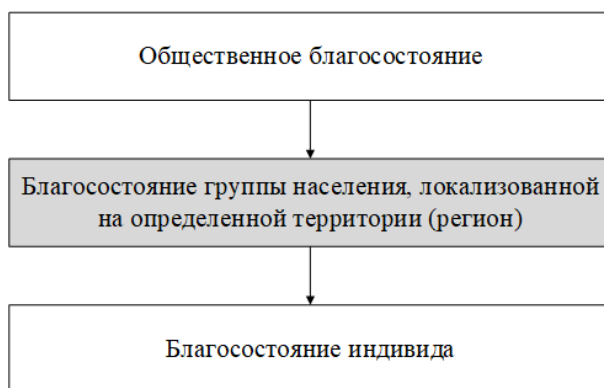 Общественное благосостояние
Благосостояние группы населения, локализованной
на определенной территории (регион)
Благосостояние индивида